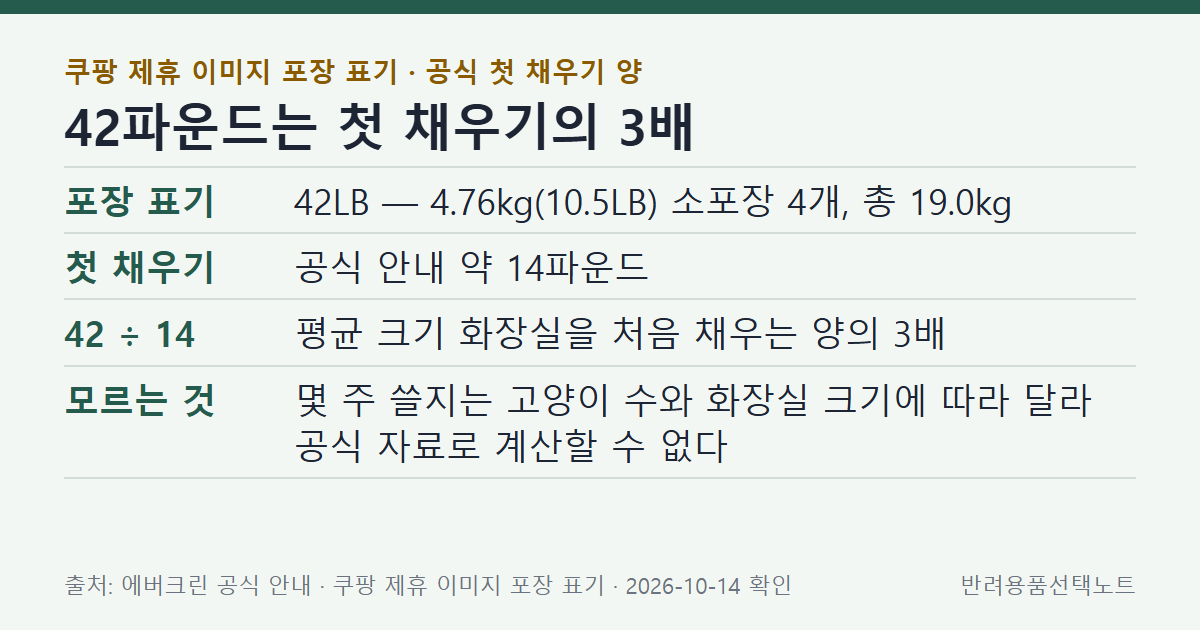 쿠팡 제휴 이미지 포장 표기 · 공식 첫 채우기 양
42파운드는 첫 채우기의 3배
포장 표기 42LB — 4.76kg(10.5LB) 소포장 4개, 총 19.0kg
첫 채우기 공식 안내 약 14파운드
42 ÷ 14 평균 크기 화장실을 처음 채우는 양의 3배
모르는 것 몇 주 쓸지는 고양이 수와 화장실 크기에 따라 달라
공식 자료로 계산할 수 없다
출처: 에버크린 공식 안내 · 쿠팡 제휴 이미지 포장 표기 · 2026-10-14 확인 반려용품선택노트